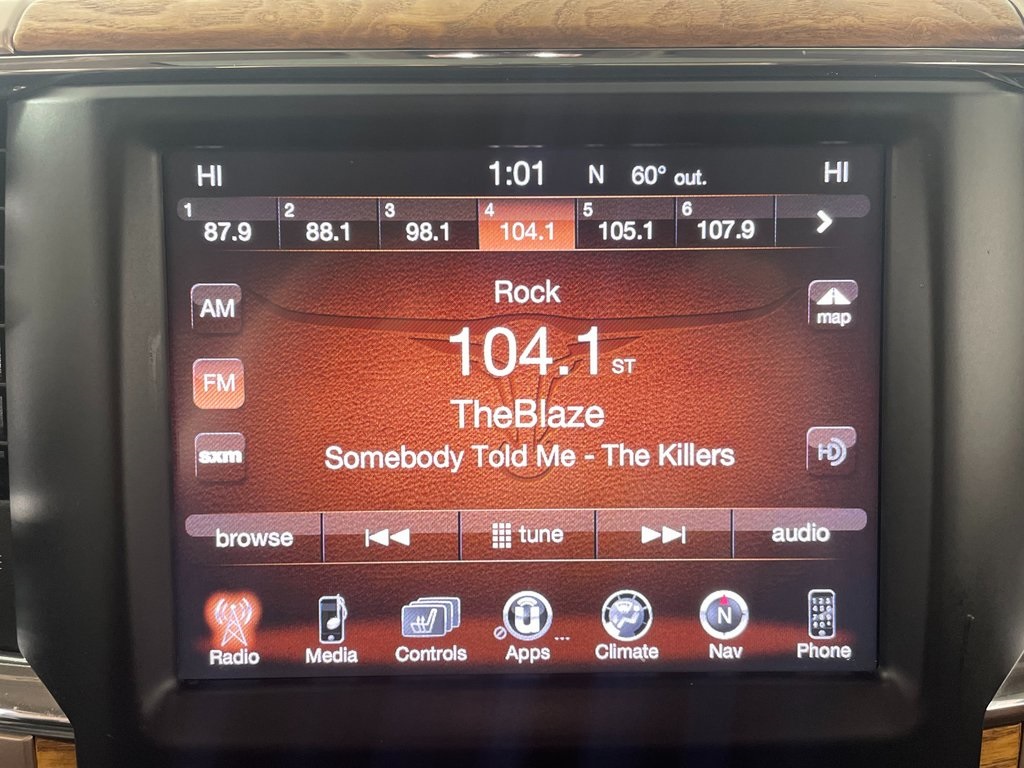 HI 1:01 N 60° out. HI
1 2 3 4 5 6
87.9 88.1 98.1 104.1 105.1 107.9
Rock
AM map
104.1 ST
FM
TheBlaze
sxm Somebody Told Me - The Killers HD
browse tune audio
N
Radio Media Controls Apps ... Climate Nav Phone